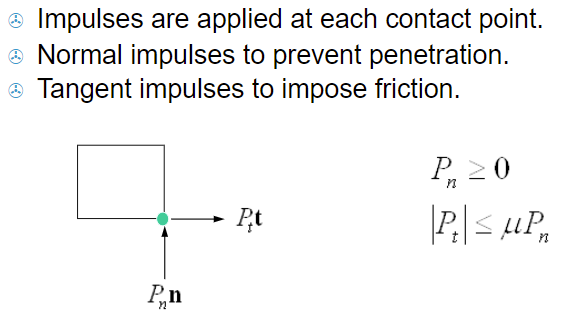 Impulses are applied at each contact point.
Normal impulses to prevent penetration.
Tangent impulses to impose friction.
Pₙ ≥ 0
Pₜt
|Pₜ| ≤ μPₙ
Pₙn